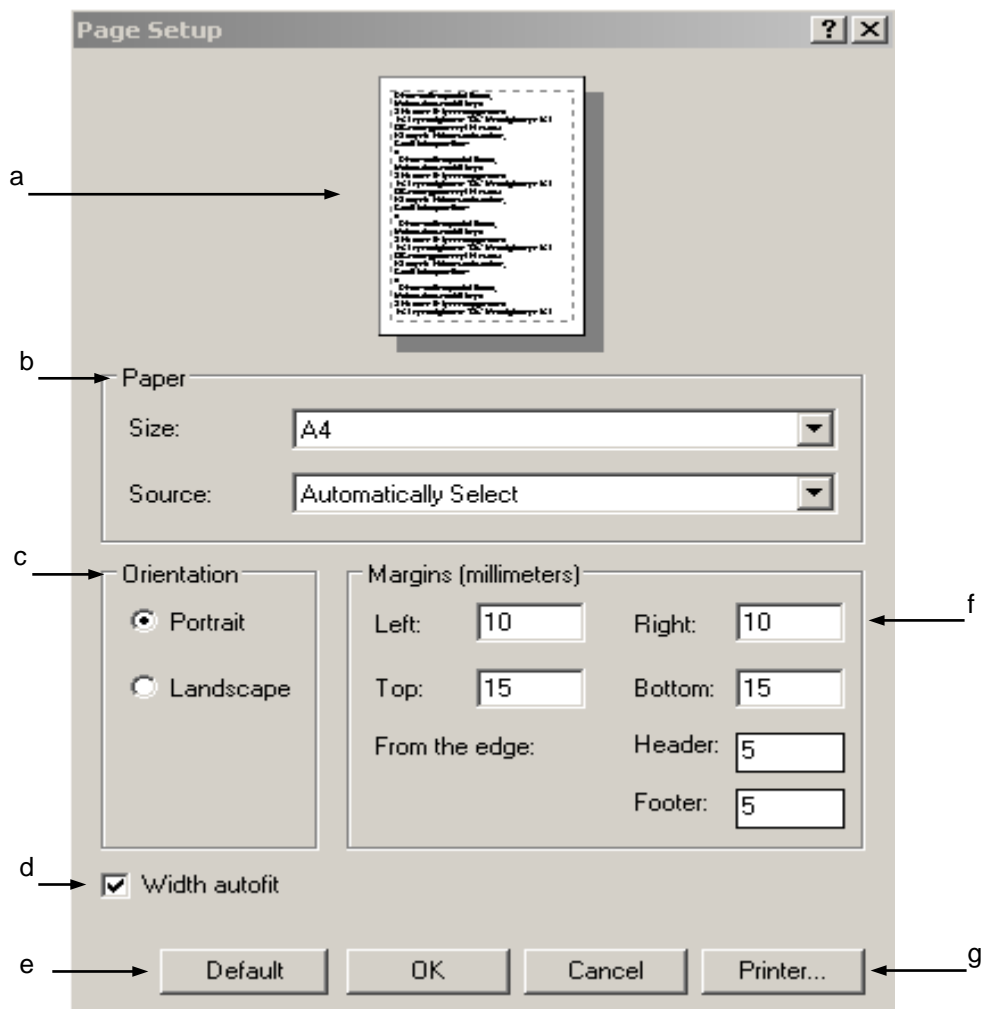 Page Setup
a
b
Paper
Size: A4
Source: Automatically Select
c
Orientation
Portrait
Landscape
Margins (millimeters)
Left: 10 Right: 10
Top: 15 Bottom: 15
From the edge: Header: 5
Footer: 5
f
d
Width autofit
e
Default OK Cancel Printer...
g